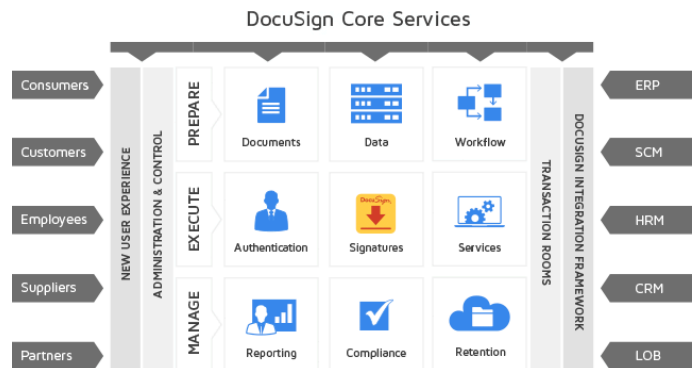 DocuSign Core Services
Consumers
Customers
Employees
Suppliers
Partners
NEW USER EXPERIENCE
ADMINISTRATION & CONTROL
PREPARE
Documents
Data
Workflow
EXECUTE
Authentication
DocuSign
Signatures
Services
MANAGE
Reporting
Compliance
Retention
TRANSACTION ROOMS
DOCUSIGN INTEGRATION FRAMEWORK
ERP
SCM
HRM
CRM
LOB